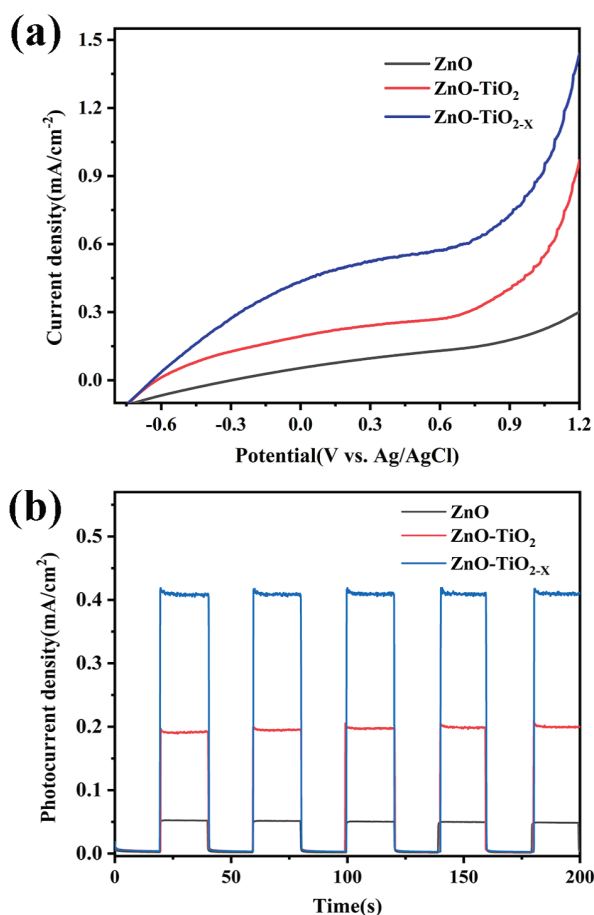 (a)
1.5
1.2
0.9
0.6
0.3
0.0
Current density(mA/cm⁻²)
ZnO
ZnO-TiO₂
ZnO-TiO₂₋ₓ
-0.6 -0.3 0.0 0.3 0.6 0.9 1.2
Potential(V vs. Ag/AgCl)
(b)
0.5
0.4
0.3
0.2
0.1
0.0
Photocurrent density(mA/cm²)
ZnO
ZnO-TiO₂
ZnO-TiO₂₋ₓ
0 50 100 150 200
Time(s)